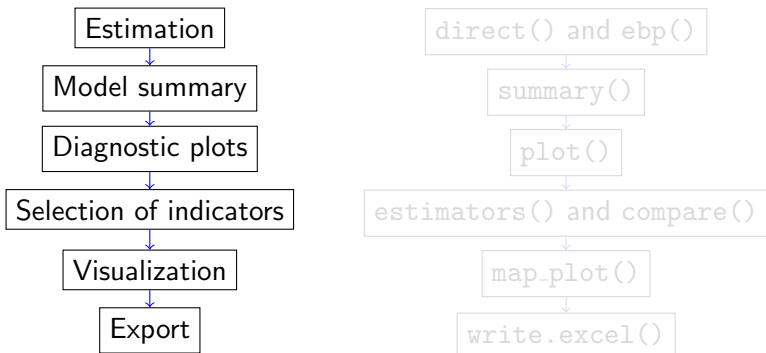 Estimation
Model summary
Diagnostic plots
Selection of indicators
Visualization
Export
direct() and ebp()
summary()
plot()
estimators() and compare()
map_plot()
write.excel()